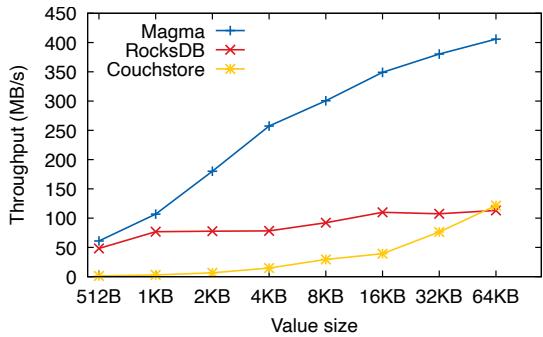 Throughput (MB/s)
450
400
350
300
250
200
150
100
50
0
Magma
RocksDB
Couchstore
512B 1KB 2KB 4KB 8KB 16KB 32KB 64KB
Value size